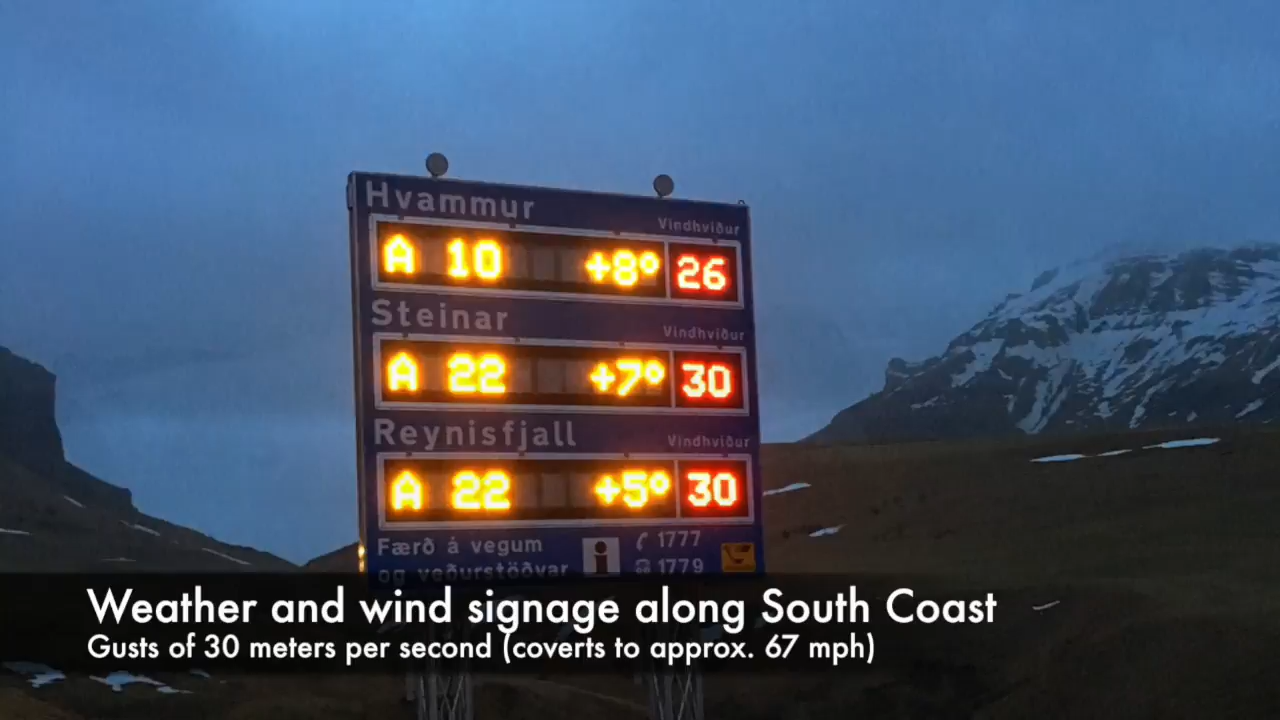 Hvammur
Vindhviður
A 10 +8° 26
Steinar
Vindhviður
A 22 +7° 30
Reynisfjall
Vindhviður
A 22 +5° 30
Færð á vegum i 1777
og veðurstöðvar 1779
Weather and wind signage along South Coast
Gusts of 30 meters per second (coverts to approx. 67 mph)